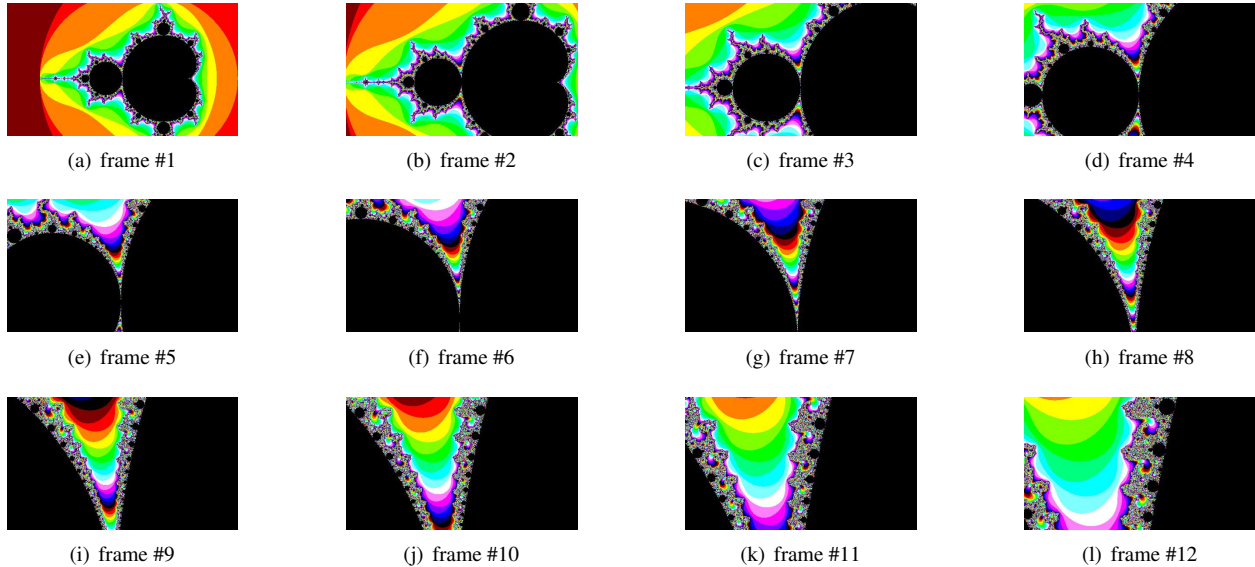 (a) frame #1
(b) frame #2
(c) frame #3
(d) frame #4
(e) frame #5
(f) frame #6
(g) frame #7
(h) frame #8
(i) frame #9
(j) frame #10
(k) frame #11
(l) frame #12